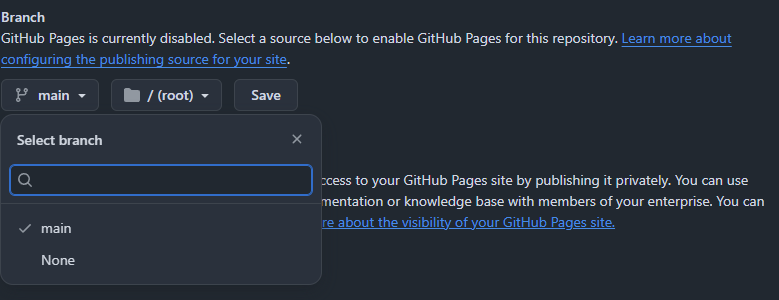 Branch
GitHub Pages is currently disabled. Select a source below to enable GitHub Pages for this repository. Learn more about
configuring the publishing source for your site.
main / (root) Save
Select branch
ccess to your GitHub Pages site by publishing it privately. You can use
mentation or knowledge base with members of your enterprise. You can
re about the visibility of your GitHub Pages site.
main
None